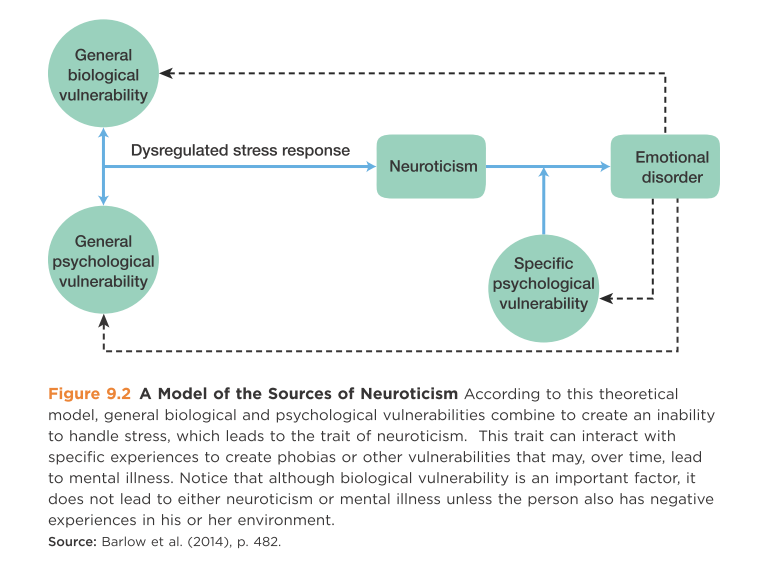 General
biological
vulnerability
Dysregulated stress response
Neuroticism
Emotional
disorder
General
psychological
vulnerability
Specific
psychological
vulnerability
Figure 9.2 A Model of the Sources of Neuroticism According to this theoretical
model, general biological and psychological vulnerabilities combine to create an inability
to handle stress, which leads to the trait of neuroticism. This trait can interact with
specific experiences to create phobias or other vulnerabilities that may, over time, lead
to mental illness. Notice that although biological vulnerability is an important factor, it
does not lead to either neuroticism or mental illness unless the person also has negative
experiences in his or her environment.
Source: Barlow et al. (2014), p. 482.